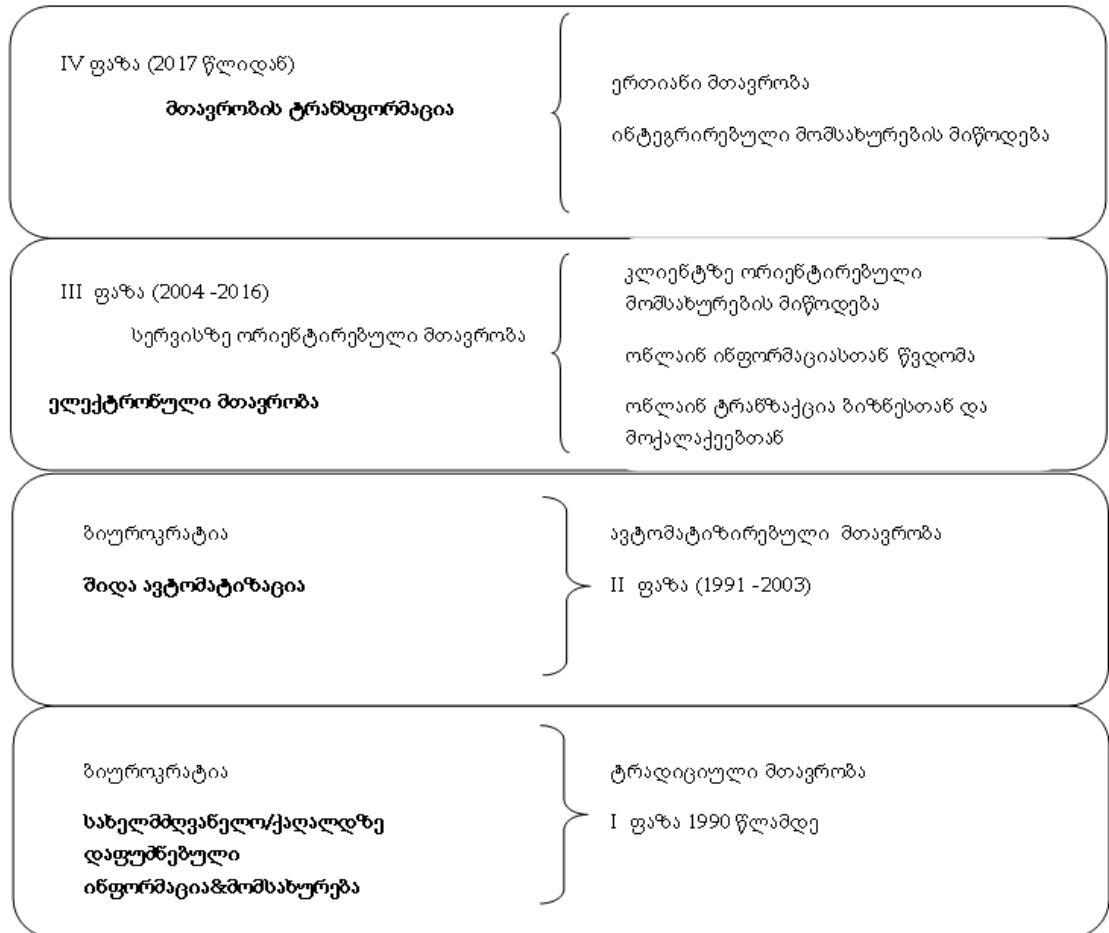 IV ფაზა (2017 წლიდან)
მთავრობის ტრანსფორმაცია
ერთიანი მთავრობა
ინტეგრირებული მომსახურების მიწოდება
III ფაზა (2004 -2016)
სერვისზე ორიენტირებული მთავრობა
ელექტრონული მთავრობა
კლიენტზე ორიენტირებული
მომსახურების მიწოდება
ონლაინ ინფორმაციასთან წვდომა
ონლაინ ტრანზაქცია ბიზნესთან და
მოქალაქეებთან
ბიუროკრატია
შიდა ავტომატიზაცია
ავტომატიზირებული მთავრობა
II ფაზა (1991 -2003)
ბიუროკრატია
სახელმძღვანელო/ქაღალდზე
დაფუძნებული
ინფორმაცია&მომსახურება
ტრადიციული მთავრობა
I ფაზა 1990 წლამდე